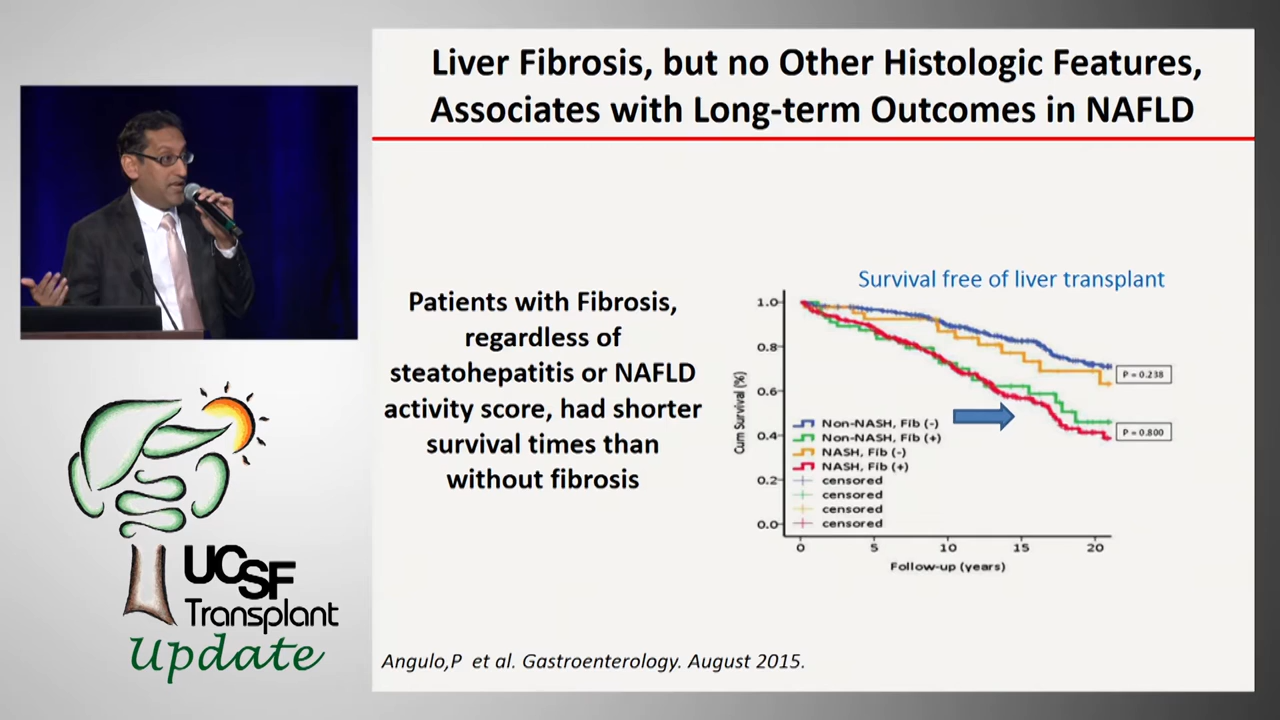 Liver Fibrosis, but no Other Histologic Features,
Associates with Long-term Outcomes in NAFLD
Patients with Fibrosis,
regardless of
steatohepatitis or NAFLD
activity score, had shorter
survival times than
without fibrosis
Survival free of liver transplant
Cum Survival (%)
1.0
0.8
0.6
0.4
0.2
0.0
P = 0.238
P = 0.800
Non-NASH, Fib (-)
Non-NASH, Fib (+)
NASH, Fib (-)
NASH, Fib (+)
censored
censored
censored
censored
0 5 10 15 20
Follow-up (years)
UCSF
Transplant
Update
Angulo,P et al. Gastroenterology. August 2015.